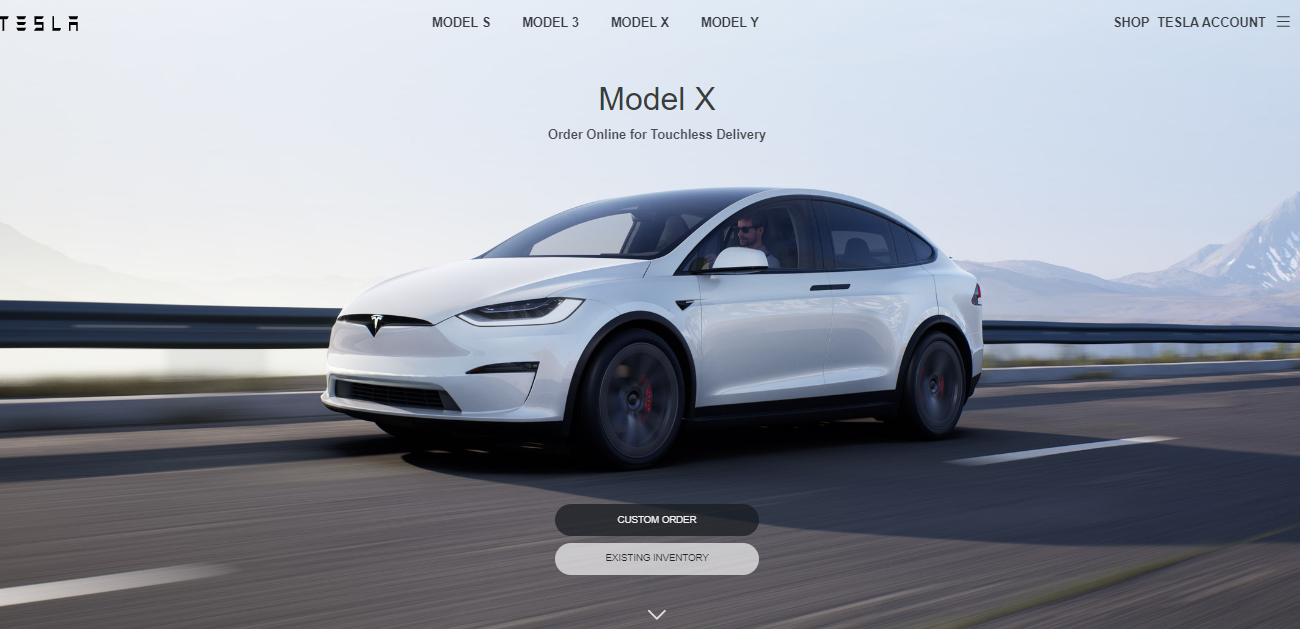 TESLA MODEL S MODEL 3 MODEL X MODEL Y SHOP TESLA ACCOUNT
Model X
Order Online for Touchless Delivery
CUSTOM ORDER
EXISTING INVENTORY